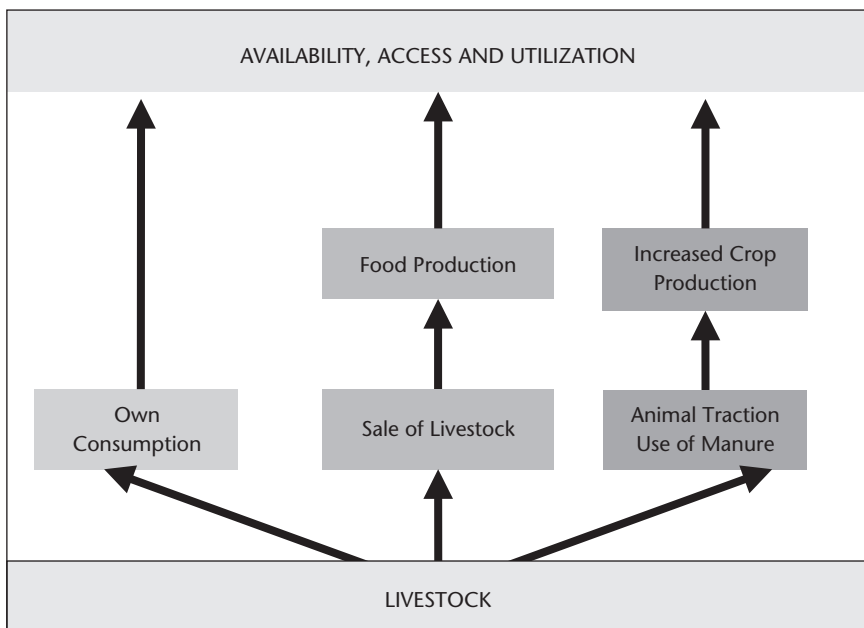 AVAILABILITY, ACCESS AND UTILIZATION
Food Production
Increased Crop
Production
Own
Consumption
Sale of Livestock
Animal Traction
Use of Manure
LIVESTOCK